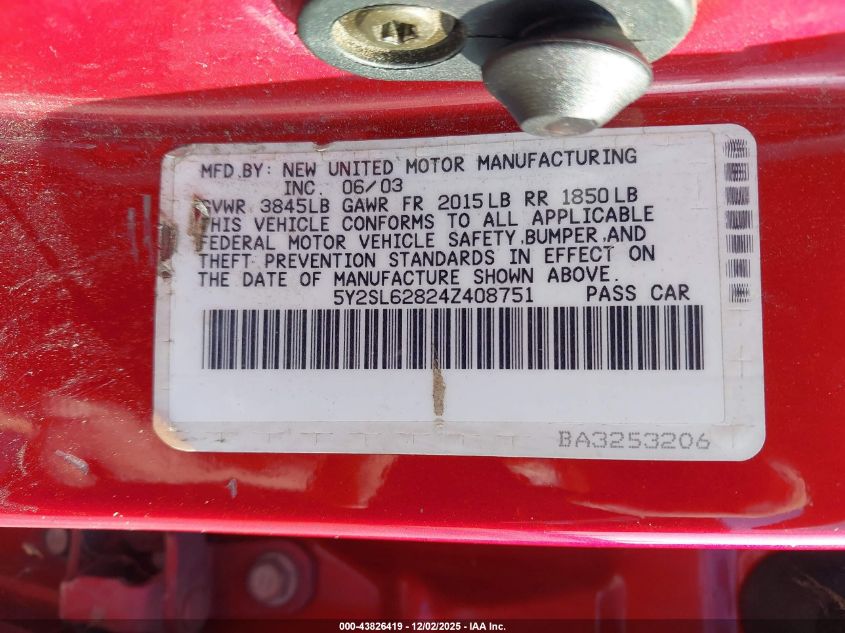 MFD.BY: NEW UNITED MOTOR MANUFACTURING
INC. 06/03
GVWR 3845LB GAWR FR 2015LB RR 1850LB
THIS VEHICLE CONFORMS TO ALL APPLICABLE
FEDERAL MOTOR VEHICLE SAFETY,BUMPER,AND
THEFT PREVENTION STANDARDS IN EFFECT ON
THE DATE OF MANUFACTURE SHOWN ABOVE.
5Y2SL62824Z408751 PASS CAR
BA3253206
000-43826419 • 12/02/2025 - IAA Inc.